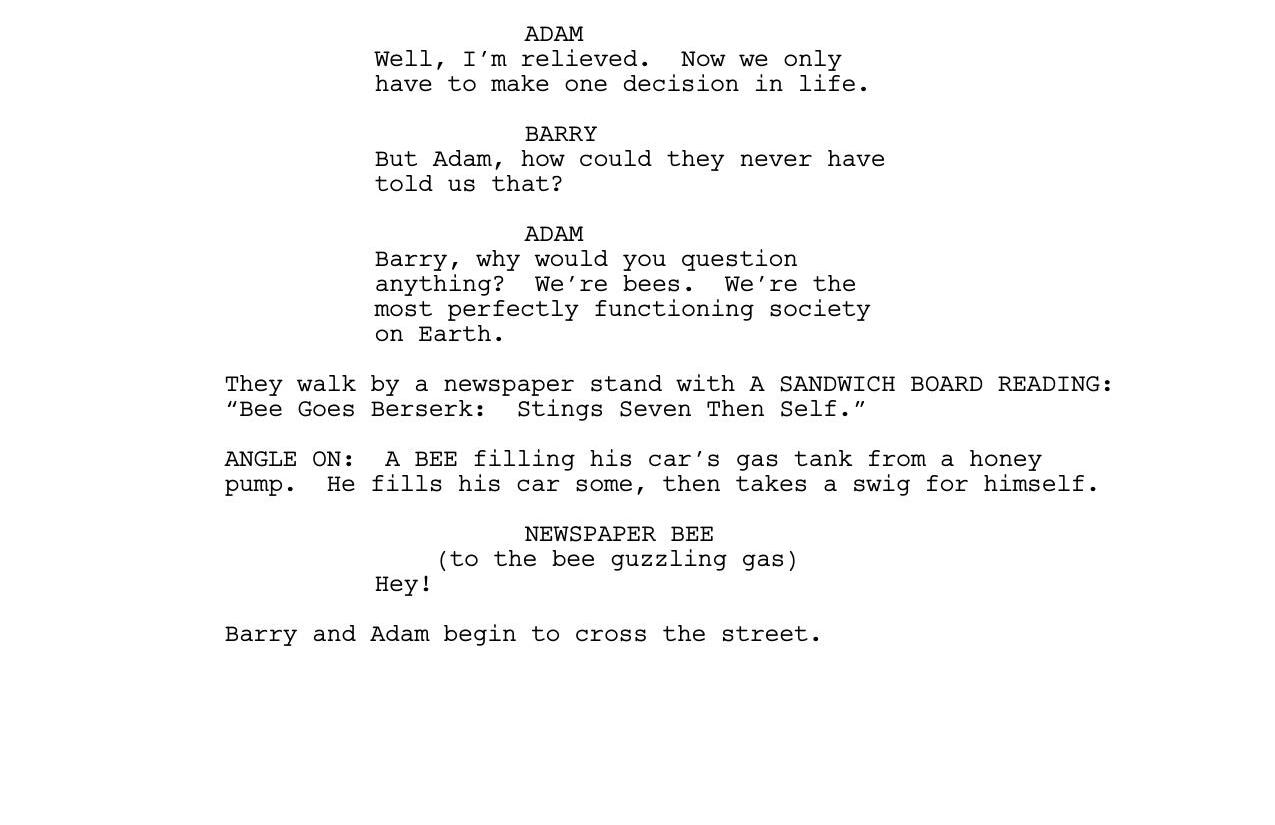 ADAM
Well, I’m relieved.  Now we only
have to make one decision in life.
BARRY
But Adam, how could they never have
told us that?
ADAM
Barry, why would you question
anything?  We’re bees.  We’re the
most perfectly functioning society
on Earth.
They walk by a newspaper stand with A SANDWICH BOARD READING:
“Bee Goes Berserk:  Stings Seven Then Self.”
ANGLE ON:  A BEE filling his car’s gas tank from a honey
pump.  He fills his car some, then takes a swig for himself.
NEWSPAPER BEE
(to the bee guzzling gas)
Hey!
Barry and Adam begin to cross the street.